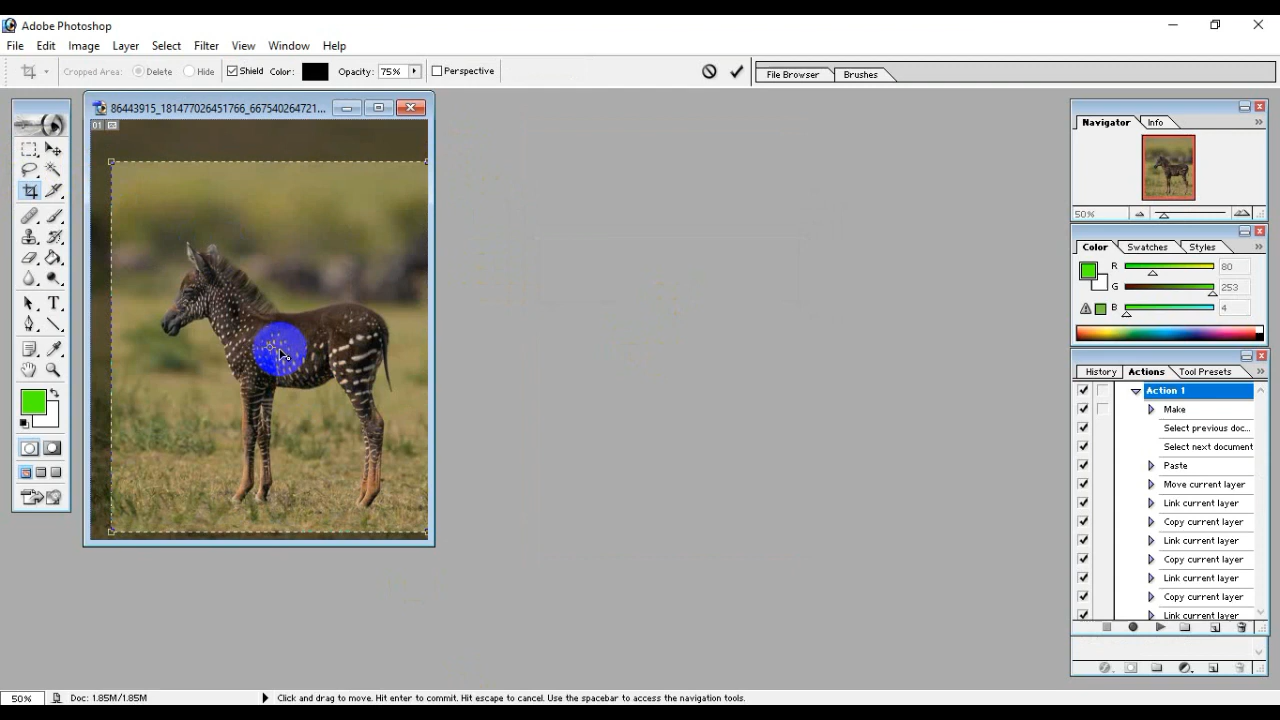 Adobe Photoshop
File Edit Image Layer Select Filter View Window Help
Cropped Area: Delete Hide Shield Color: Opacity: 75% Perspective
File Browser Brushes
86443915_181477026451766_667540264721...
01
Navigator Info
50%
Color Swatches Styles
R 80
G 253
B 4
History Actions Tool Presets
Action 1
Make
Select previous doc...
Select next document
Paste
Move current layer
Link current layer
Copy current layer
Link current layer
Copy current layer
Link current layer
Copy current layer
Link current layer
50% Doc: 1.85M/1.85M Click and drag to move. Hit enter to commit. Hit escape to cancel. Use the spacebar to access the navigation tools.